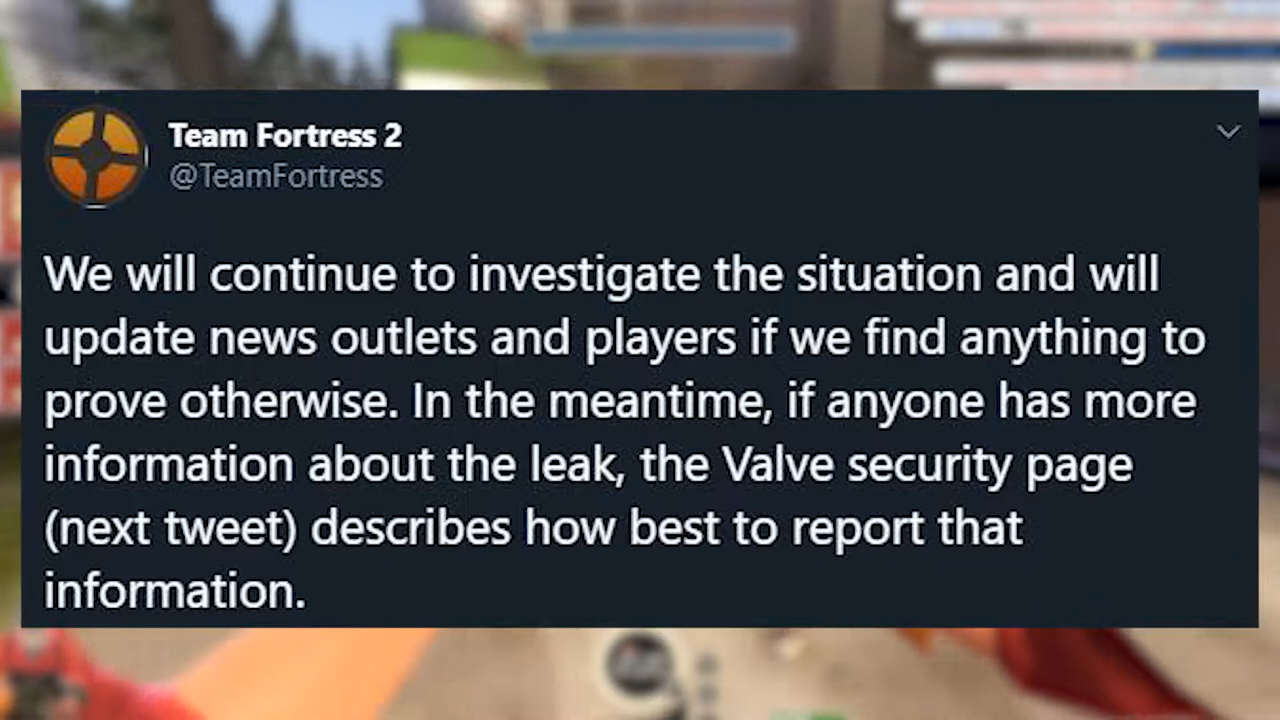 Team Fortress 2
@TeamFortress
We will continue to investigate the situation and will
update news outlets and players if we find anything to
prove otherwise. In the meantime, if anyone has more
information about the leak, the Valve security page
(next tweet) describes how best to report that
information.